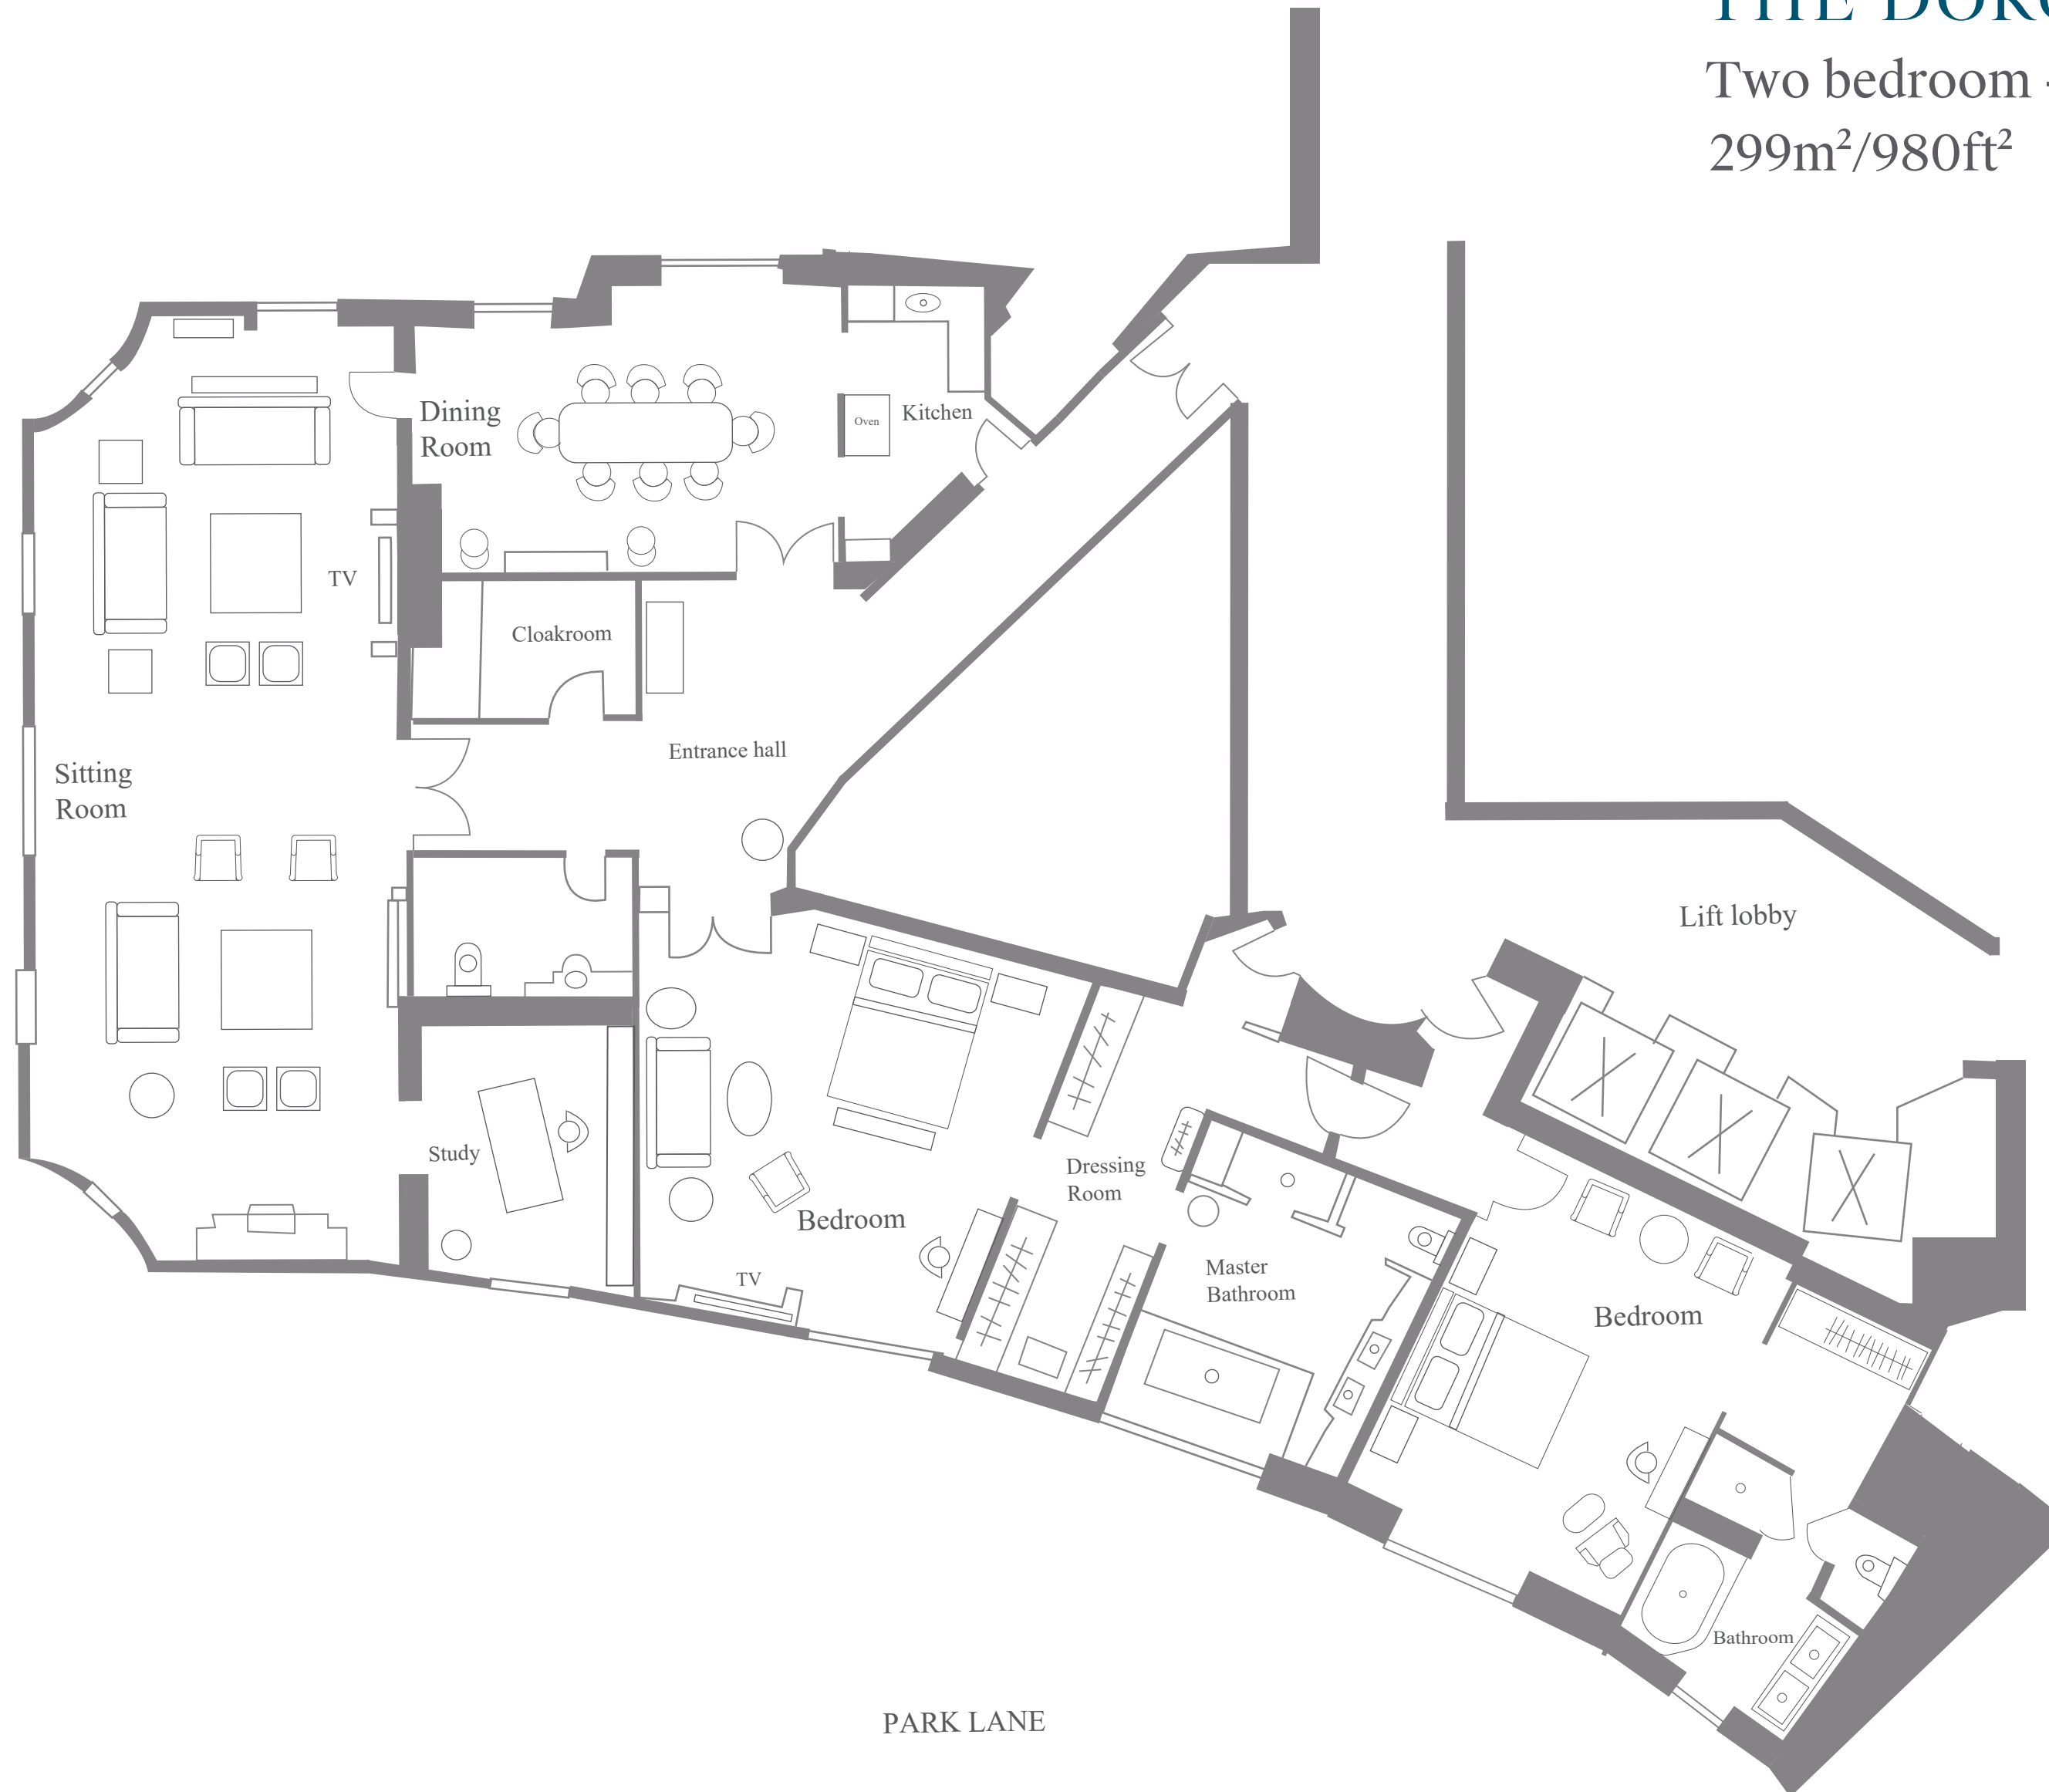 THE
Two bedroom -
299m²/980ft²
Dining
Room
Oven
Kitchen
TV
Cloakroom
Entrance hall
Sitting
Room
Lift lobby
Study
Dressing
Room
Bedroom
TV
Master
Bathroom
Bedroom
Bathroom
PARK LANE